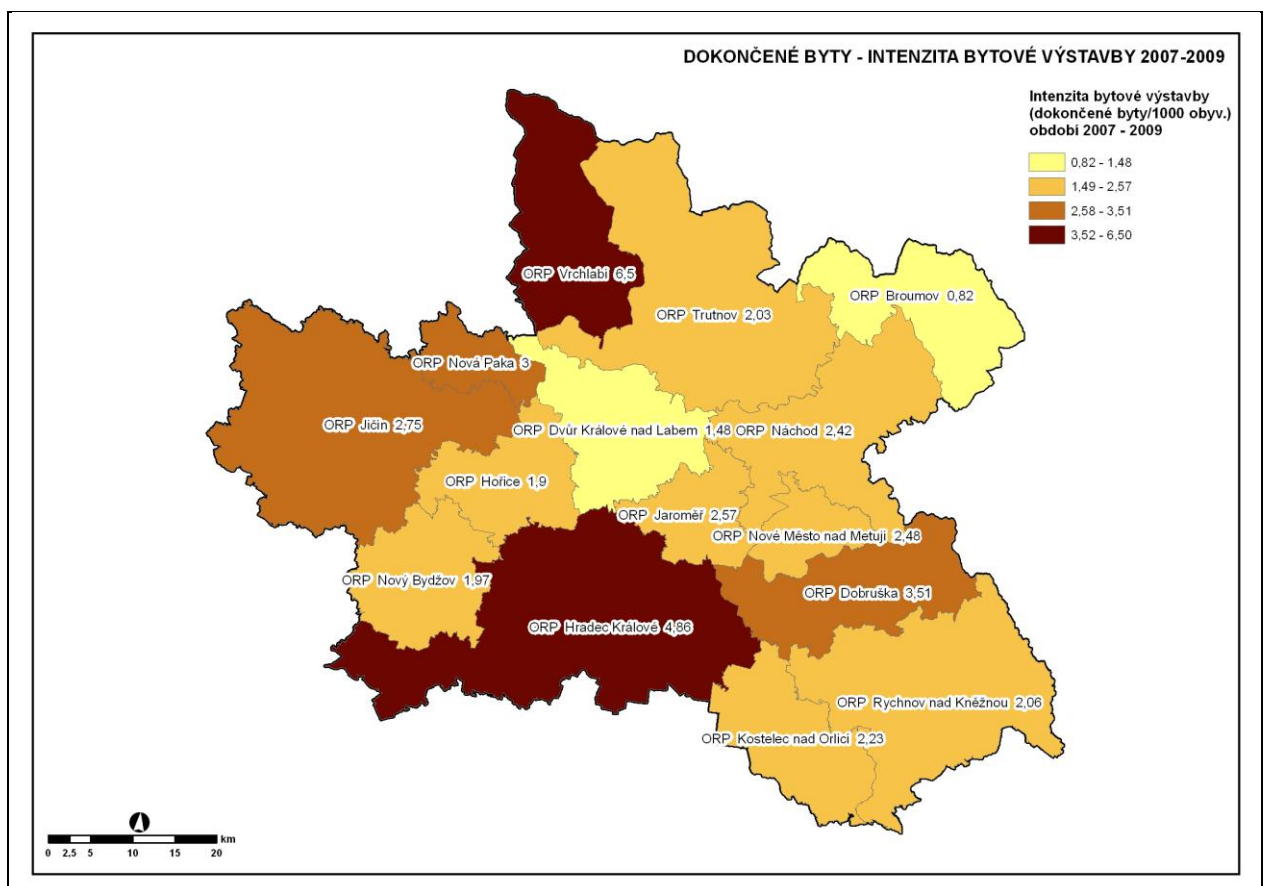 DOKONČENÉ BYTY - INTENZITA BYTOVÉ VÝSTAVBY 2007-2009
Intenzita bytové výstavby
(dokončené byty/1000 obyv.)
období 2007 - 2009
0,82 - 1,48
1,49 - 2,57
2,58 - 3,51
3,52 - 6,50
ORP Vrchlabí 6,5
ORP Broumov 0,82
ORP Trutnov 2,03
ORP Nová Paka 3
ORP Jičín 2,75
ORP Dvůr Králové nad Labem 1,48
ORP Náchod 2,42
ORP Hořice 1,9
ORP Jaroměř 2,57
ORP Nové Město nad Metují 2,48
ORP Nový Bydžov 1,97
ORP Dobruška 3,51
ORP Hradec Králové 4,86
ORP Rychnov nad Kněžnou 2,06
ORP Kostelec nad Orlicí 2,23
km
0 2,5 5 10 15 20